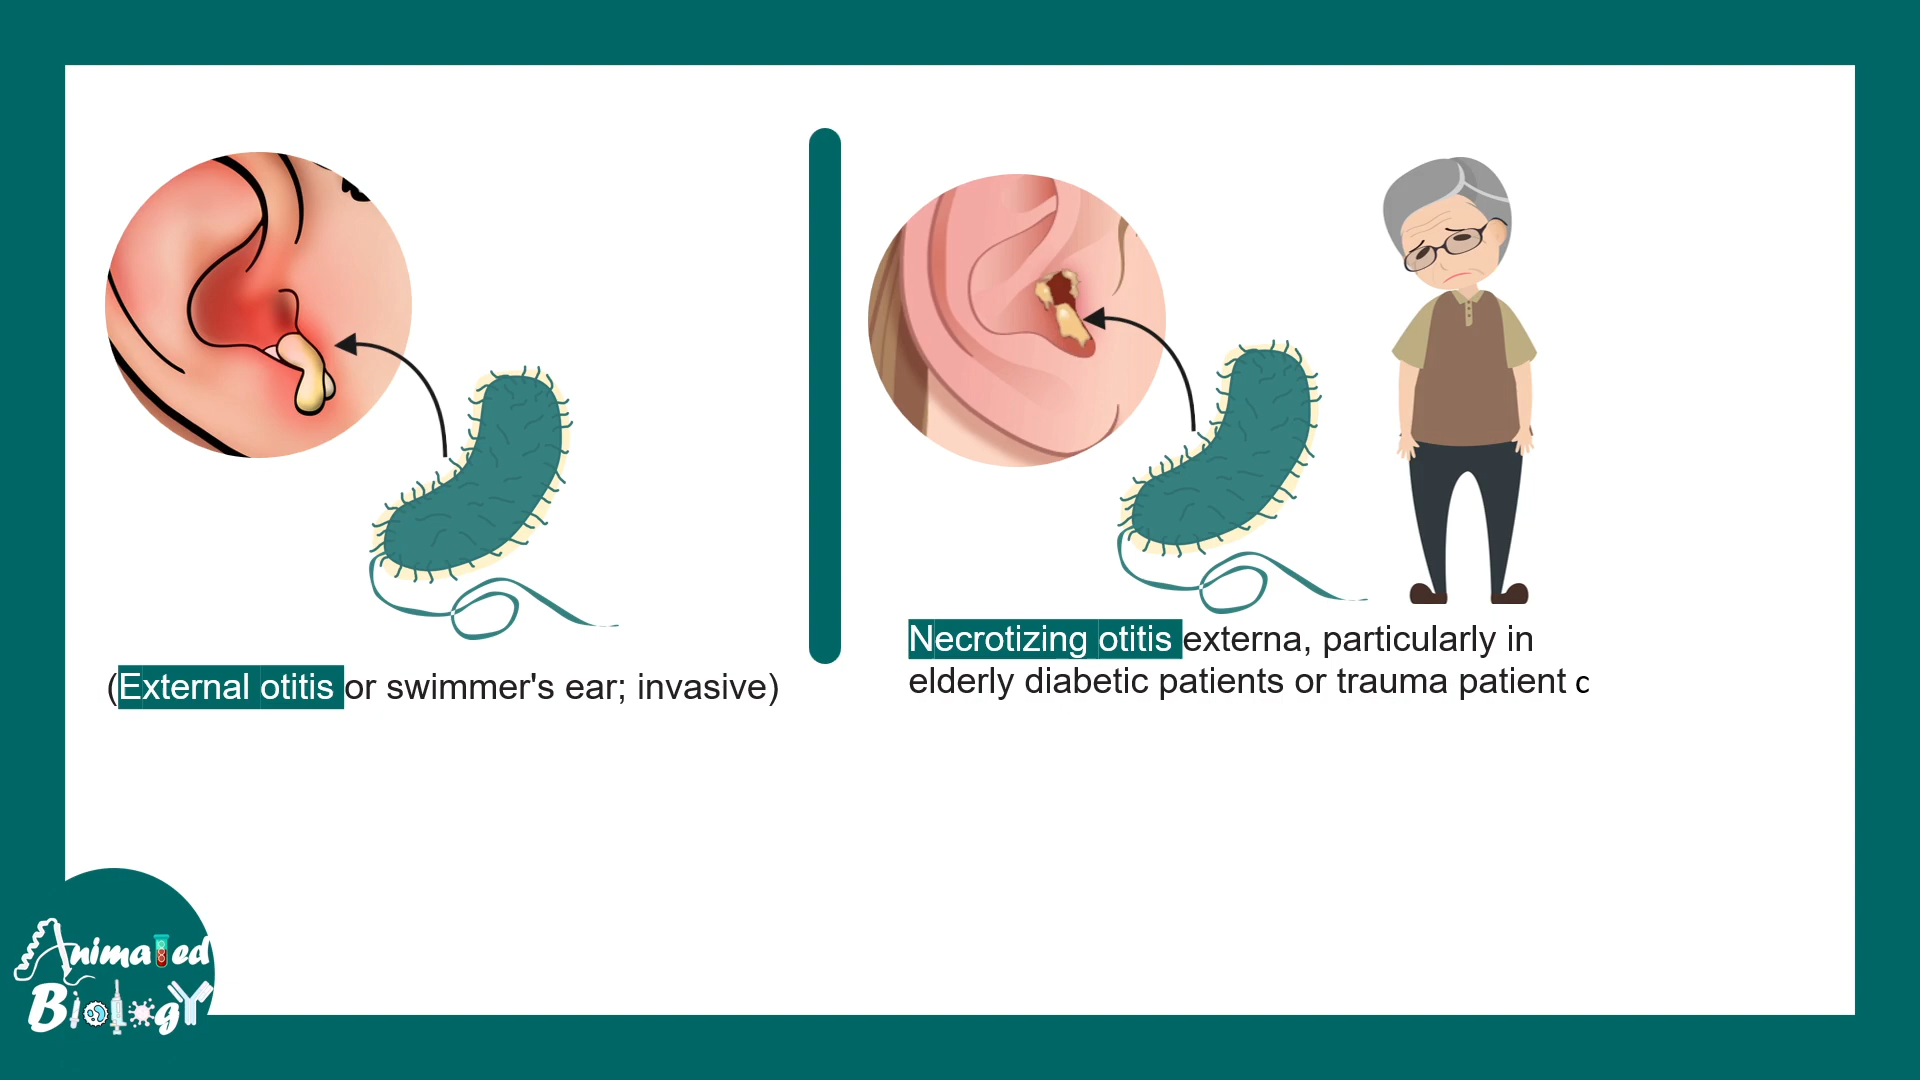 (External otitis or swimmer's ear; invasive)
Necrotizing otitis externa, particularly in
elderly diabetic patients or trauma patient c
Animated
Biology